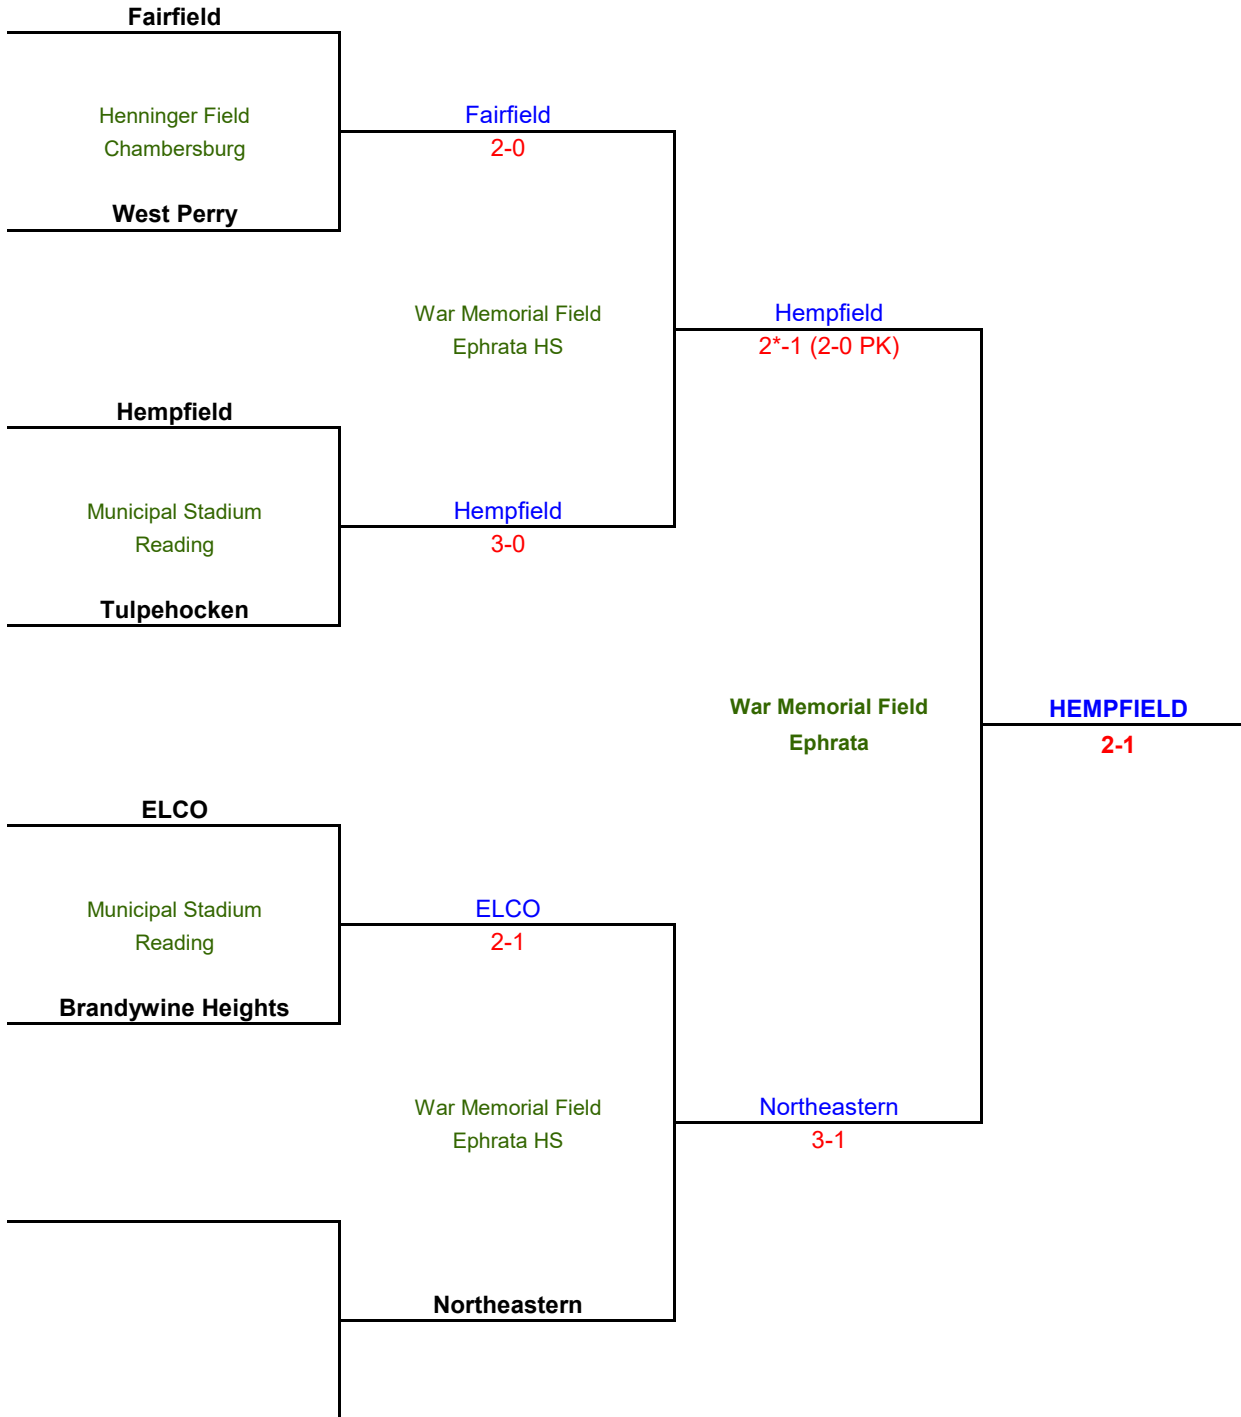 Fairfield
Henninger Field
Chambersburg
West Perry
Fairfield
2-0
War Memorial Field
Ephrata HS
Hempfield
2*-1 (2-0 PK)
Hempfield
Municipal Stadium
Reading
Tulpehocken
Hempfield
3-0
War Memorial Field
Ephrata
HEMPFIELD
2-1
ELCO
Municipal Stadium
Reading
Brandywine Heights
ELCO
2-1
War Memorial Field
Ephrata HS
Northeastern
3-1
Northeastern